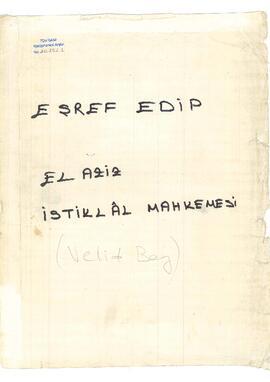 EŞREF EDİP
EL AZİZ
İSTİKLÂL MAHKEMESİ
(Velid Bey)